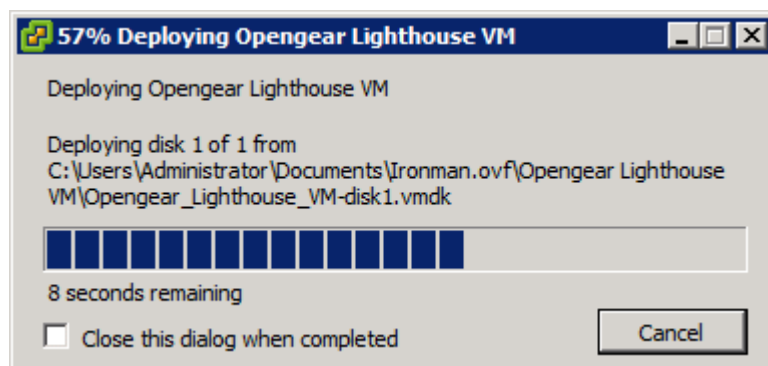 57% Deploying Opengear Lighthouse VM
Deploying Opengear Lighthouse VM
Deploying disk 1 of 1 from
C:\Users\Administrator\Documents\Ironman.ovf\Opengear Lighthouse
VM\Opengear_Lighthouse_VM-disk1.vmdk
8 seconds remaining
Close this dialog when completed
Cancel